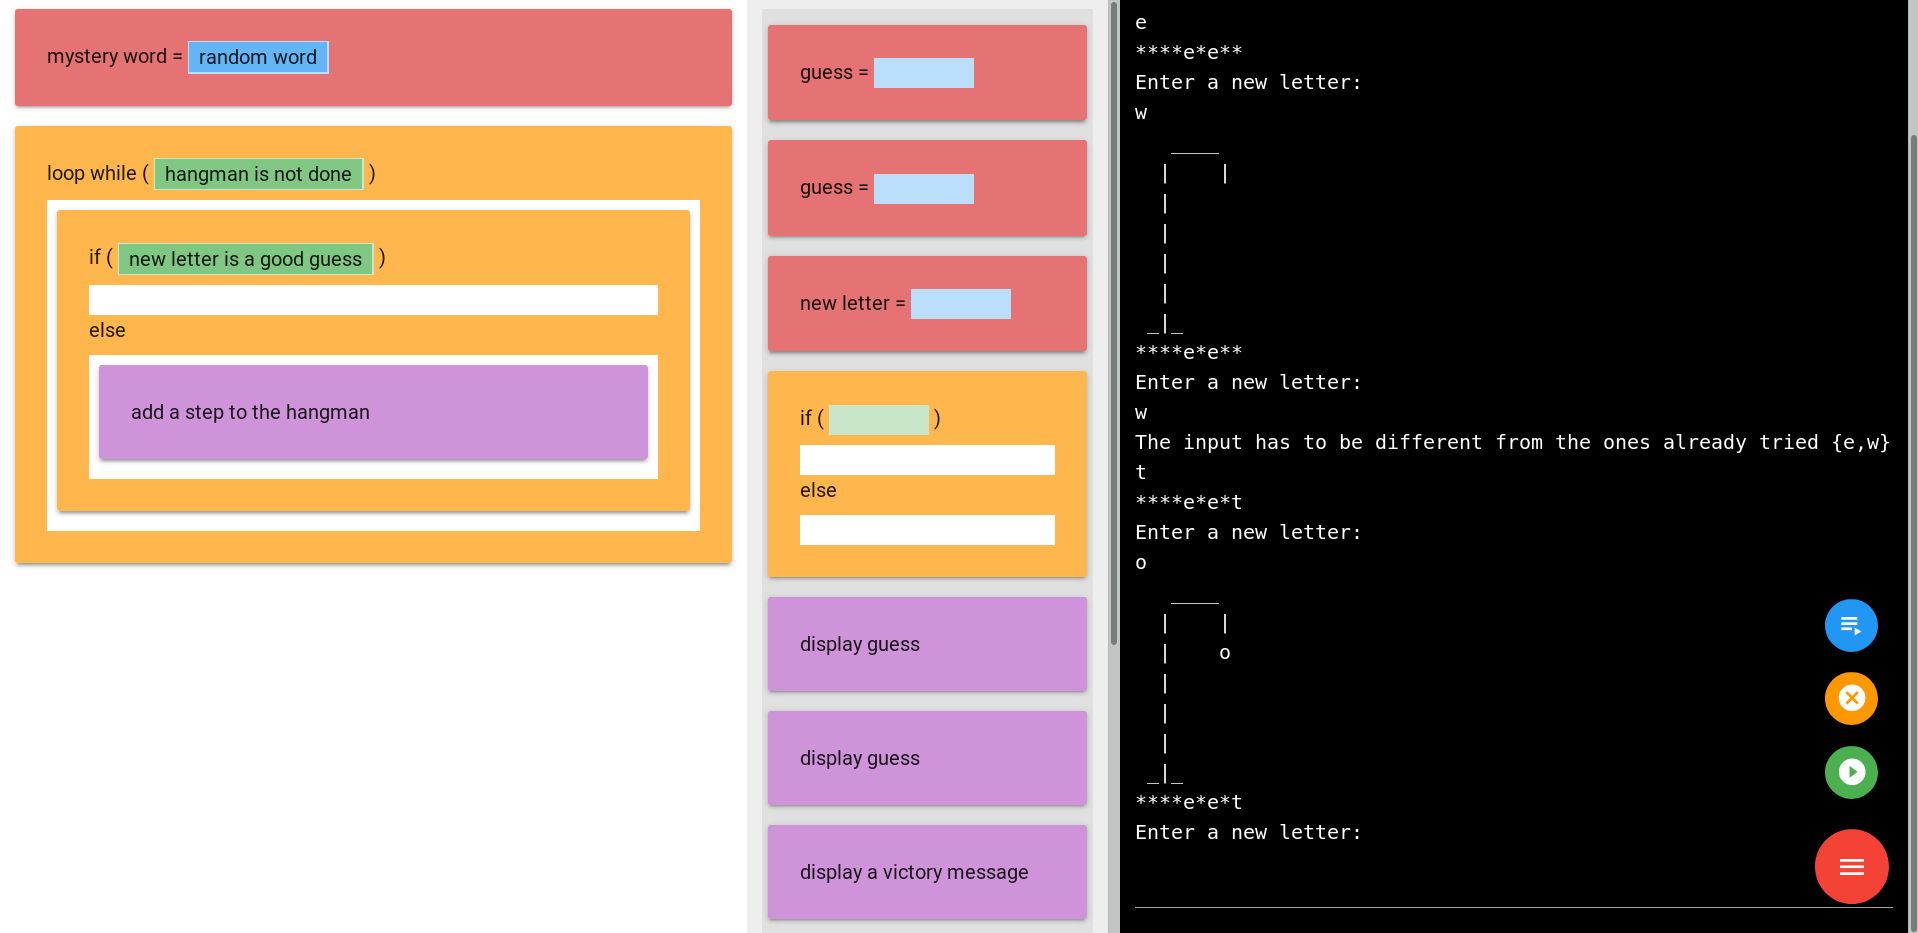 mystery word = random word
loop while ( hangman is not done )
if ( new letter is a good guess )
else
add a step to the hangman
guess =
guess =
new letter =
if ( )
else
display guess
display guess
display a victory message
e
****e*e**
Enter a new letter:
w
   ____
  |    |
  |
  |
  |
  |
 _|_
****e*e**
Enter a new letter:
w
The input has to be different from the ones already tried {e,w}
t
****e*e*t
Enter a new letter:
o
   ____
  |    |
  |    o
  |
  |
  |
 _|_
****e*e*t
Enter a new letter: